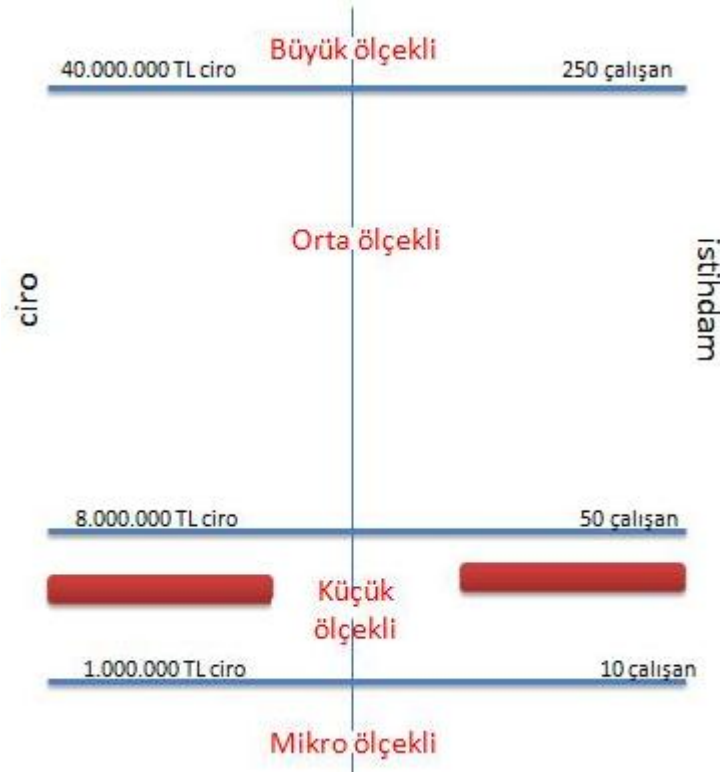 Büyük ölçekli
40.000.000 TL ciro
250 çalışan
Orta ölçekli
ciro
istihdam
8.000.000 TL ciro
50 çalışan
Küçük
ölçekli
1.000.000 TL ciro
10 çalışan
Mikro ölçekli